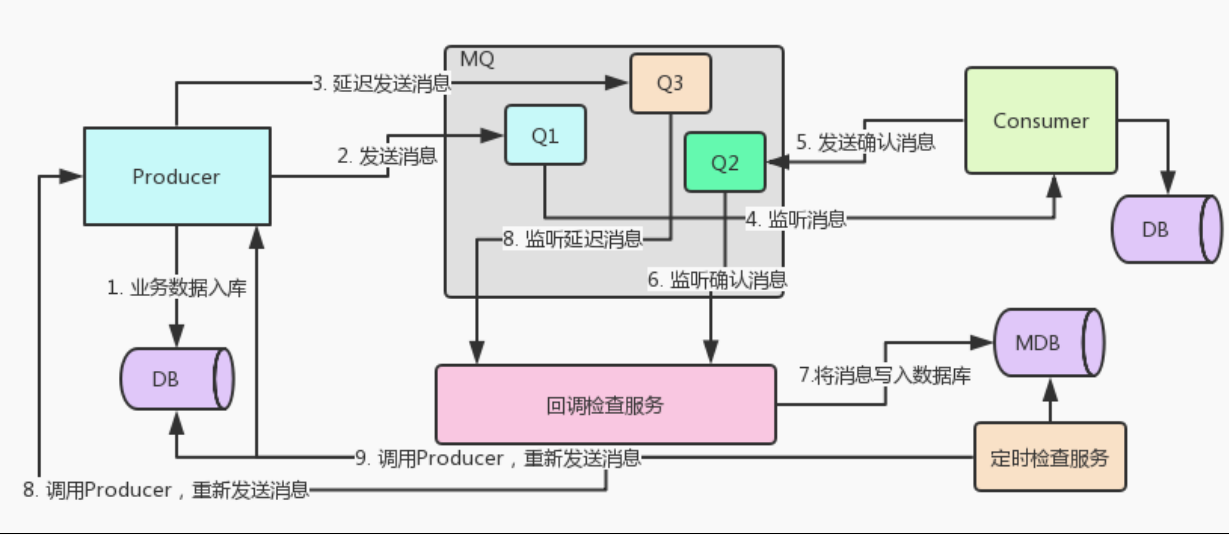 MQ
3. 延迟发送消息
Q3
Q1
Consumer
5. 发送确认消息
2. 发送消息
Q2
Producer
4. 监听消息
DB
8. 监听延迟消息
6. 监听确认消息
1. 业务数据入库
MDB
DB
7.将消息写入数据库
回调检查服务
9. 调用Producer，重新发送消息
定时检查服务
8. 调用Producer，重新发送消息